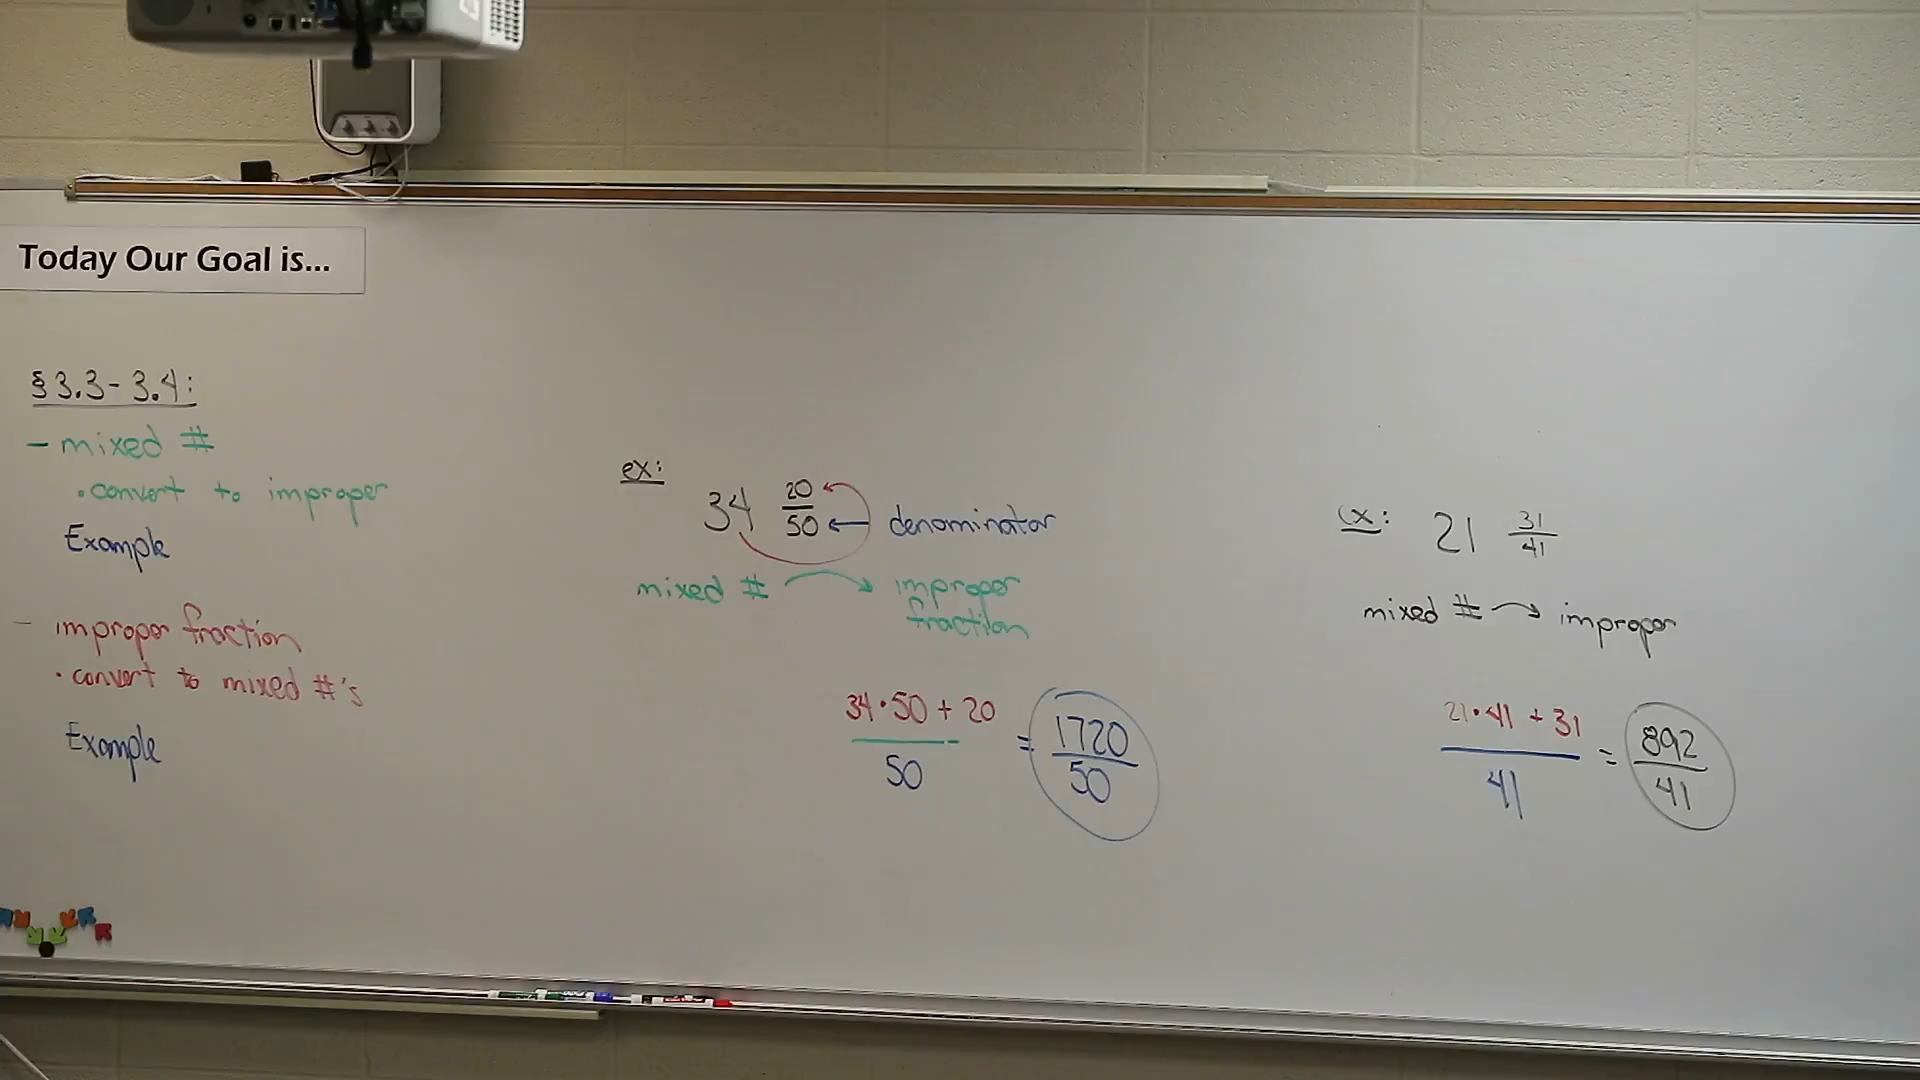 Today Our Goal is...
§ 3.3 - 3.4:
- mixed #
• convert to improper
Example
- improper fraction
• convert to mixed #'s
Example
ex:
34 20/50
denominator
mixed # → improper
fraction
34 • 50 + 20 / 50 = 1720/50
ex: 21 31/41
mixed # → improper
21 • 41 + 31 / 41 = 892/41